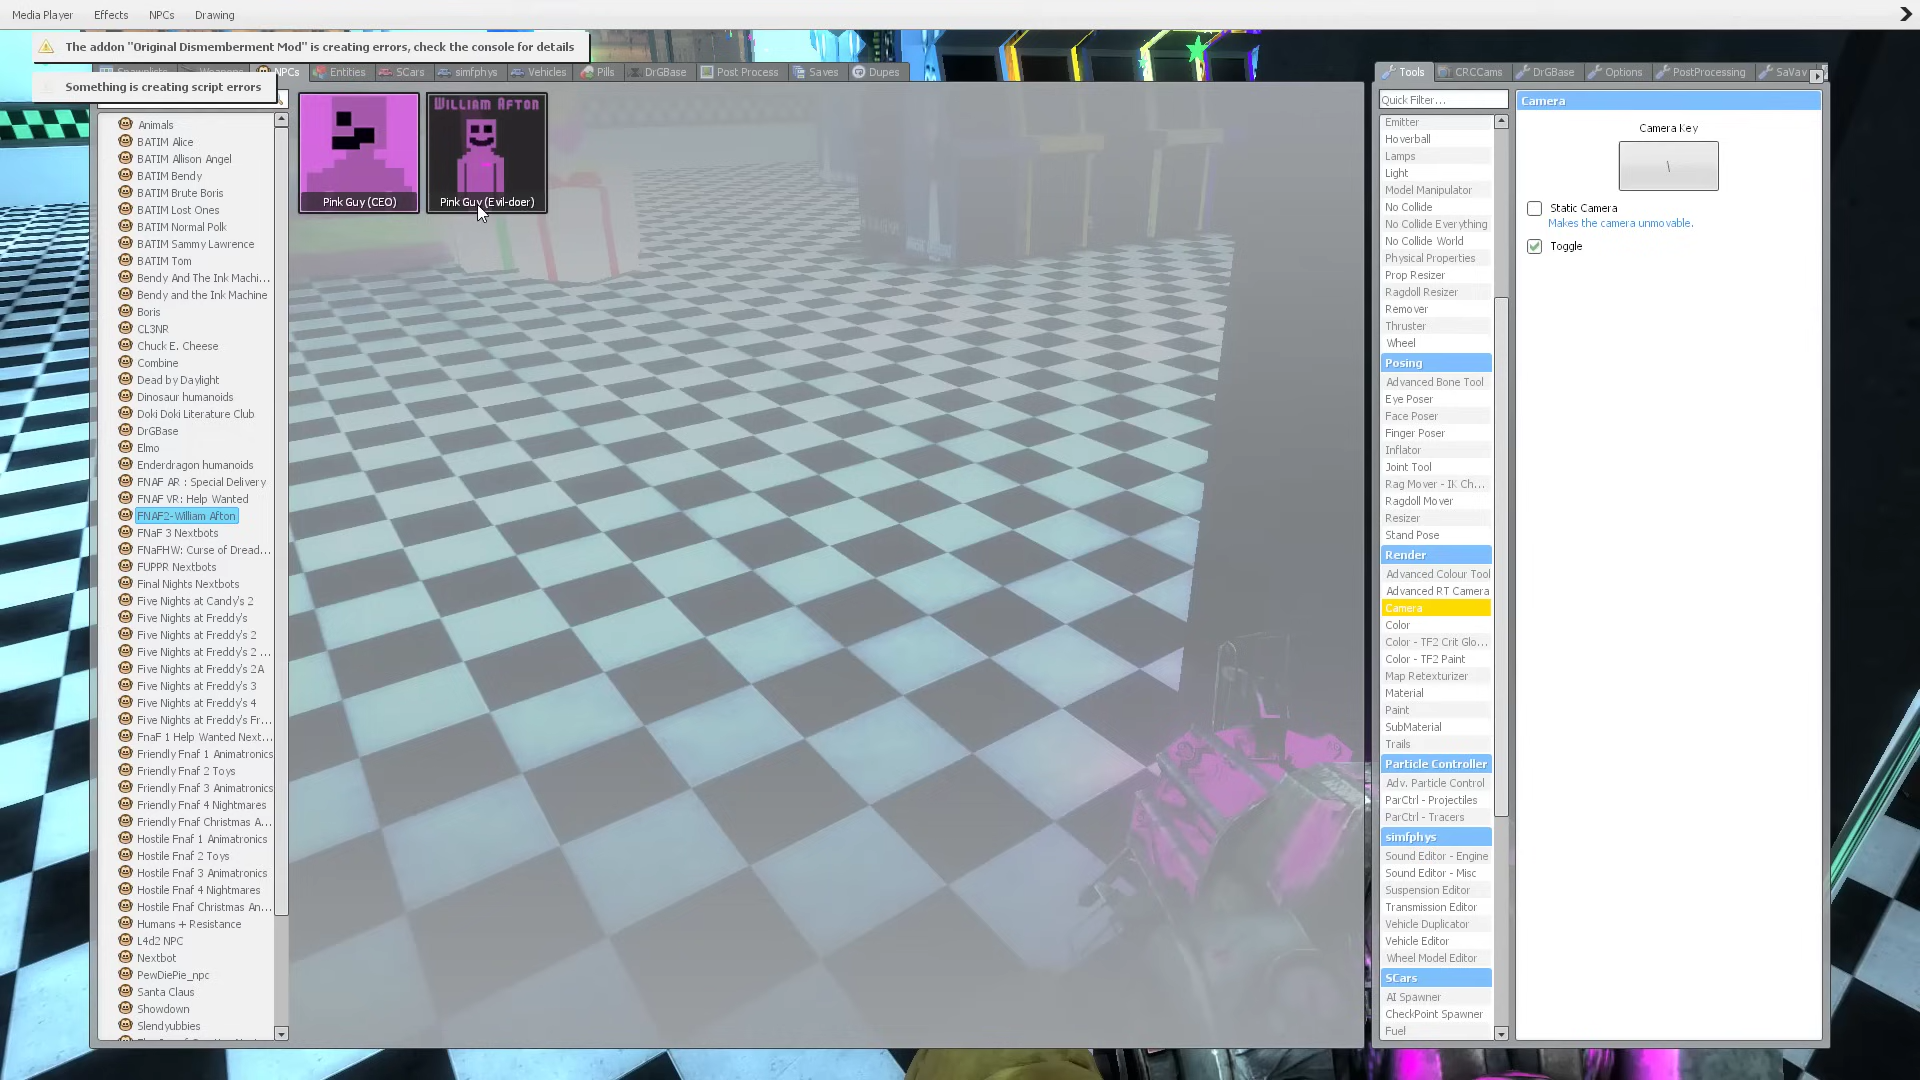 Media Player
Effects
NPCs
Drawing
The addon "Original Dismemberment Mod" is creating errors, check the console for details
Something is creating script errors
NPCs
Entities
SCars
simfphys
Vehicles
Pills
DrGBase
Post Process
Saves
Dupes
Animals
BATIM Alice
BATIM Allison Angel
BATIM Bendy
BATIM Brute Boris
BATIM Lost Ones
BATIM Normal Polk
BATIM Sammy Lawrence
BATIM Tom
Bendy And The Ink Machi...
Bendy and the Ink Machine
Boris
CL3NR
Chuck E. Cheese
Combine
Dead by Daylight
Dinosaur humanoids
Doki Doki Literature Club
DrGBase
Elmo
Enderdragon humanoids
FNAF AR : Special Delivery
FNAF VR: Help Wanted
FNAF2-William Afton
FNaF 3 Nextbots
FNaFHW: Curse of Dread...
FUPPR Nextbots
Final Nights Nextbots
Five Nights at Candy's 2
Five Nights at Freddy's
Five Nights at Freddy's 2
Five Nights at Freddy's 2 ...
Five Nights at Freddy's 2A
Five Nights at Freddy's 3
Five Nights at Freddy's 4
Five Nights at Freddy's Fr...
FnaF 1 Help Wanted Next...
Friendly Fnaf 1 Animatronics
Friendly Fnaf 2 Toys
Friendly Fnaf 3 Animatronics
Friendly Fnaf 4 Nightmares
Friendly Fnaf Christmas A...
Hostile Fnaf 1 Animatronics
Hostile Fnaf 2 Toys
Hostile Fnaf 3 Animatronics
Hostile Fnaf 4 Nightmares
Hostile Fnaf Christmas An...
Humans + Resistance
L4d2 NPC
Nextbot
PewDiePie_npc
Santa Claus
Showdown
Slendyubbies
Pink Guy (CEO)
WILLIAM AFTON
Pink Guy (Evil-doer)
Tools
CRCCams
DrGBase
Options
PostProcessing
SaVav
Quick Filter...
Emitter
Hoverball
Lamps
Light
Model Manipulator
No Collide
No Collide Everything
No Collide World
Physical Properties
Prop Resizer
Ragdoll Resizer
Remover
Thruster
Wheel
Posing
Advanced Bone Tool
Eye Poser
Face Poser
Finger Poser
Inflator
Joint Tool
Rag Mover - IK Ch...
Ragdoll Mover
Resizer
Stand Pose
Render
Advanced Colour Tool
Advanced RT Camera
Camera
Color
Color - TF2 Crit Glo...
Color - TF2 Paint
Map Retexturizer
Material
Paint
SubMaterial
Trails
Particle Controller
Adv. Particle Control
ParCtrl - Projectiles
ParCtrl - Tracers
simfphys
Sound Editor - Engine
Sound Editor - Misc
Suspension Editor
Transmission Editor
Vehicle Duplicator
Vehicle Editor
Wheel Model Editor
SCars
AI Spawner
CheckPoint Spawner
Fuel
Camera
Camera Key
\
Static Camera
Makes the camera unmovable.
Toggle